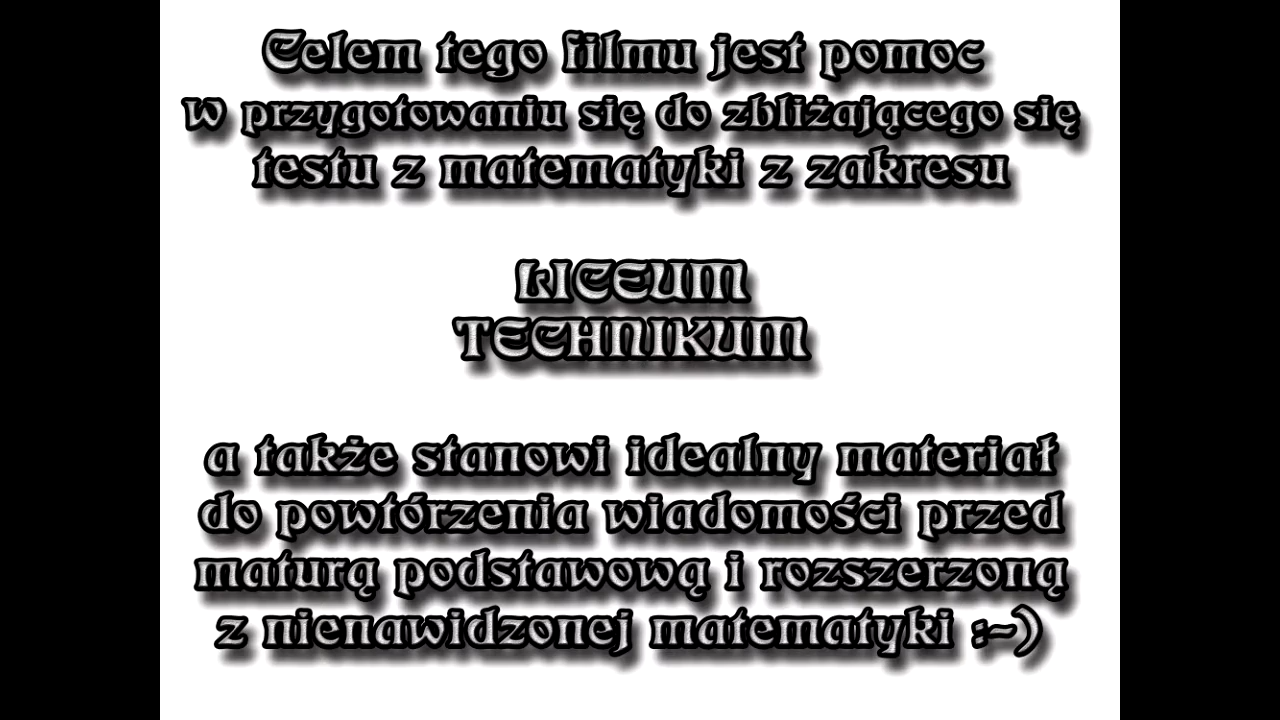 Celem tego filmu jest pomoc
w przygotowaniu się do zbliżającego się
testu z matematyki z zakresu
LICEUM
TECHNIKUM
a także stanowi idealny materiał
do powtórzenia wiadomości przed
maturą podstawową i rozszerzoną
z nienawidzonej matematyki :-)